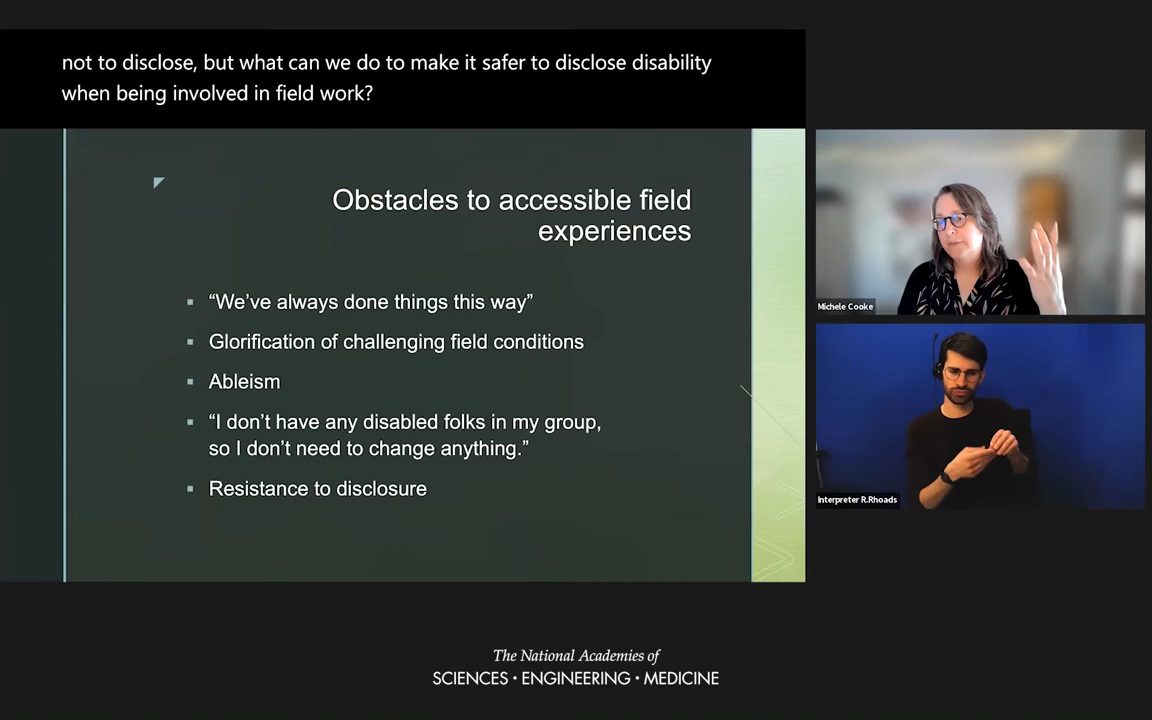 not to disclose, but what can we do to make it safer to disclose disability
when being involved in field work?
Obstacles to accessible field
experiences
“We’ve always done things this way”
Glorification of challenging field conditions
Ableism
“I don’t have any disabled folks in my group,
so I don’t need to change anything.”
Resistance to disclosure
Michele Cooke
Interpreter R.Rhoads
The National Academies of
SCIENCES • ENGINEERING • MEDICINE